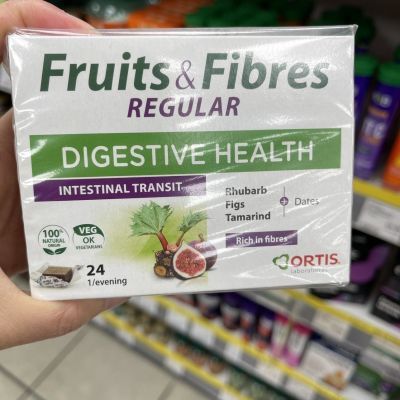 Fruits & Fibres
REGULAR
DIGESTIVE HEALTH
INTESTINAL TRANSIT
Rhubarb
Figs
Tamarind
+ Dates
Rich in fibres
100%
NATURAL
ORIGIN
VEG
OK
VEGETARIANS
24
1/evening
ORTIS
laboratoires